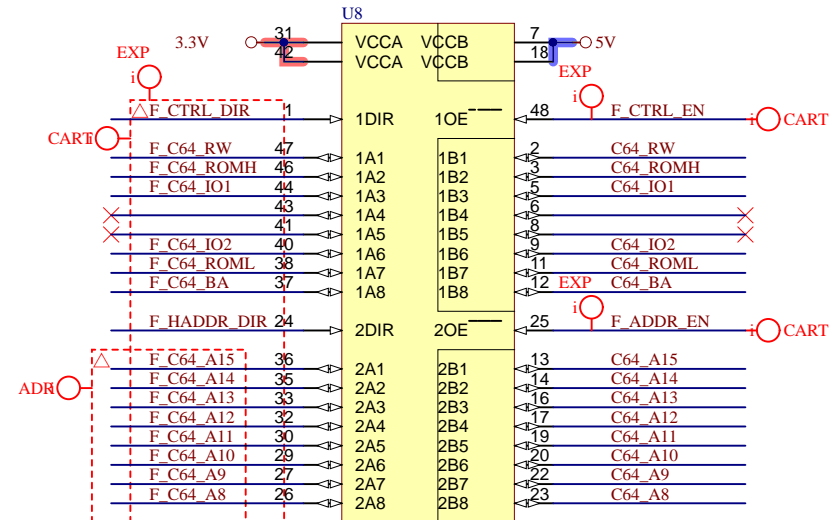 U8
3.3V 31 VCCA VCCB 7 5V
42 VCCA VCCB 18
EXP EXP
i i
F_CTRL_DIR 1 1DIR 1OE 48 F_CTRL_EN i CART
CART i
F_C64_RW 47 1A1 1B1 2 C64_RW
F_C64_ROMH 46 1A2 1B2 3 C64_ROMH
F_C64_IO1 44 1A3 1B3 5 C64_IO1
43 1A4 1B4 6
41 1A5 1B5 8
F_C64_IO2 40 1A6 1B6 9 C64_IO2
F_C64_ROML 38 1A7 1B7 11 C64_ROML
F_C64_BA 37 1A8 1B8 12 C64_BA
EXP
i
F_HADDR_DIR 24 2DIR 2OE 25 F_ADDR_EN i CART
F_C64_A15 36 2A1 2B1 13 C64_A15
ADR i F_C64_A14 35 2A2 2B2 14 C64_A14
F_C64_A13 33 2A3 2B3 16 C64_A13
F_C64_A12 32 2A4 2B4 17 C64_A12
F_C64_A11 30 2A5 2B5 19 C64_A11
F_C64_A10 29 2A6 2B6 20 C64_A10
F_C64_A9 27 2A7 2B7 22 C64_A9
F_C64_A8 26 2A8 2B8 23 C64_A8